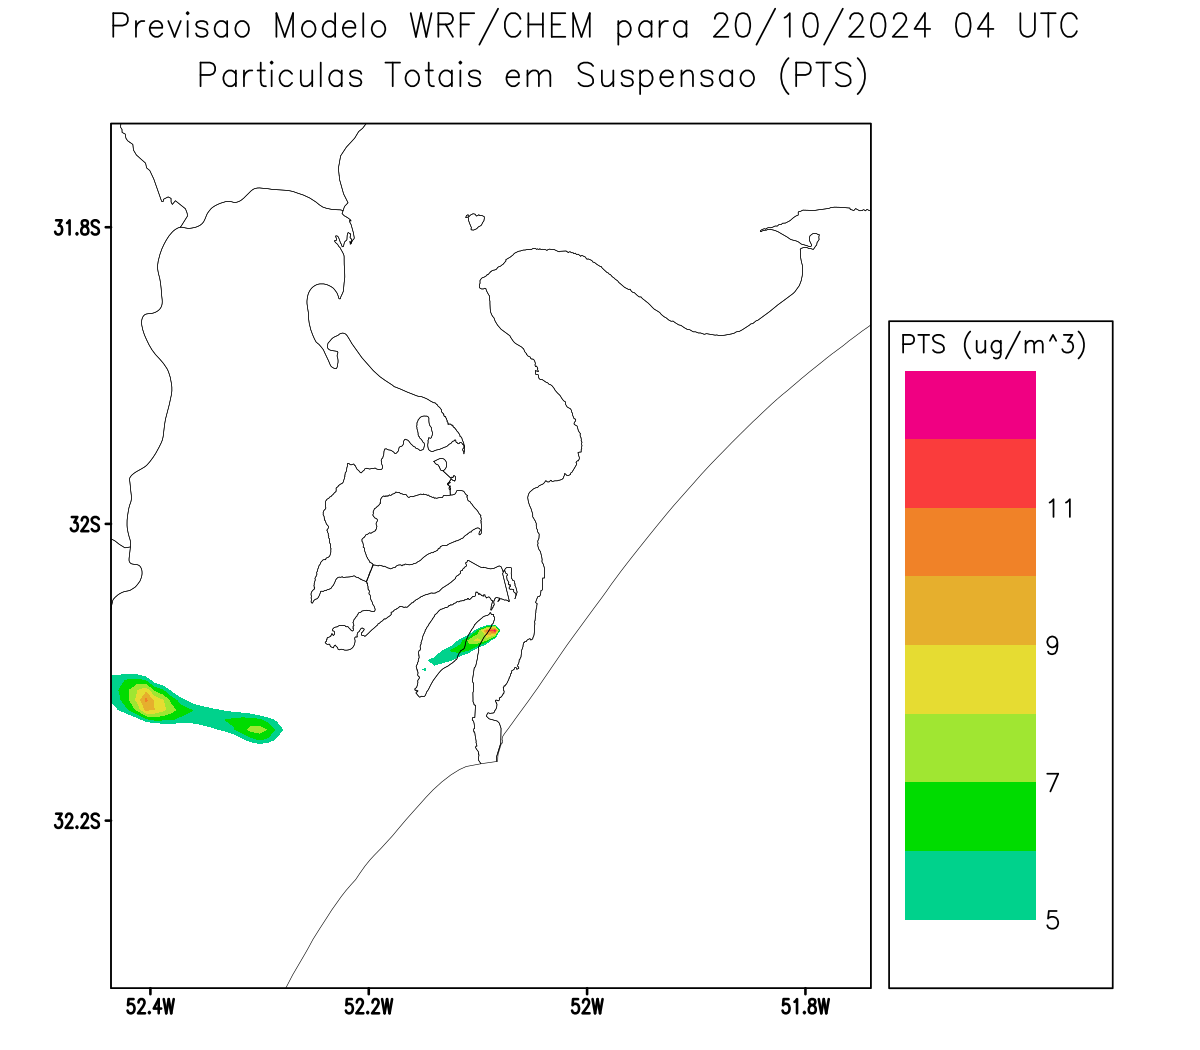 Previsao Modelo WRF/CHEM para 20/10/2024 04 UTC
Particulas Totais em Suspensao (PTS)
31.8S
32S
32.2S
52.4W
52.2W
52W
51.8W
PTS (ug/m^3)
11
9
7
5